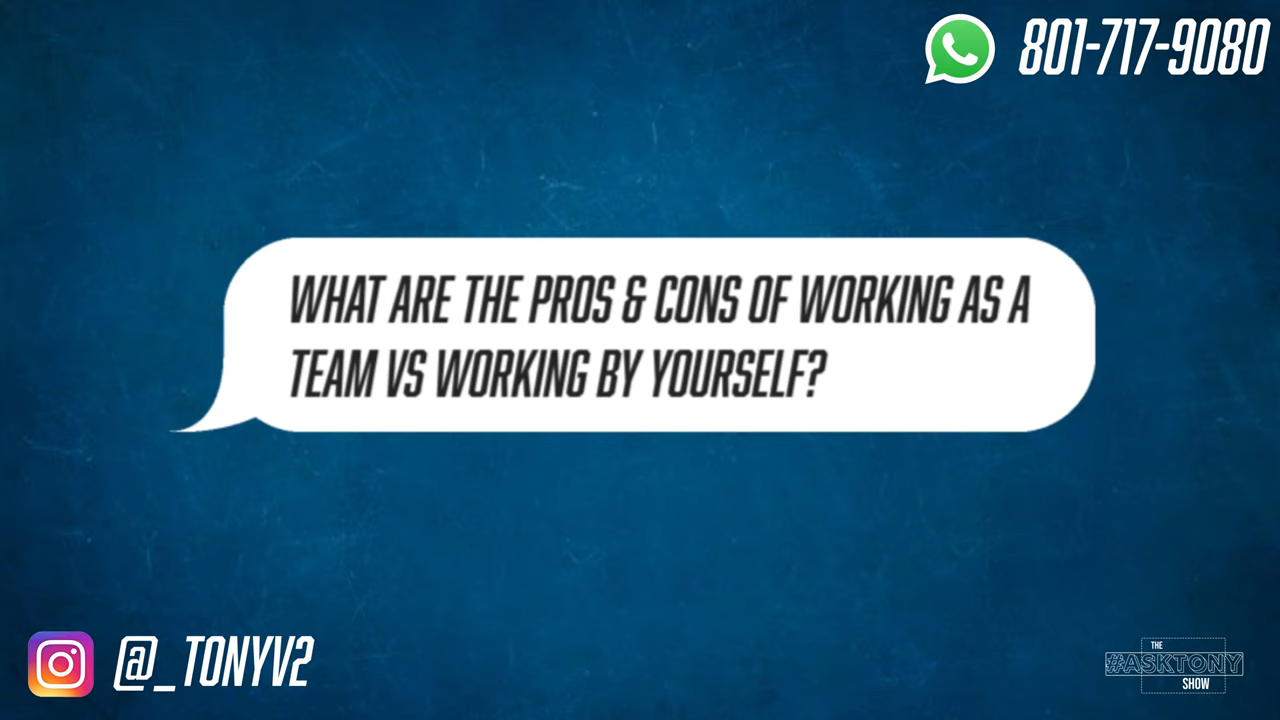 801-717-9080
WHAT ARE THE PROS & CONS OF WORKING AS A
TEAM VS WORKING BY YOURSELF?
@_TONYV2
THE
#ASKTONY
SHOW